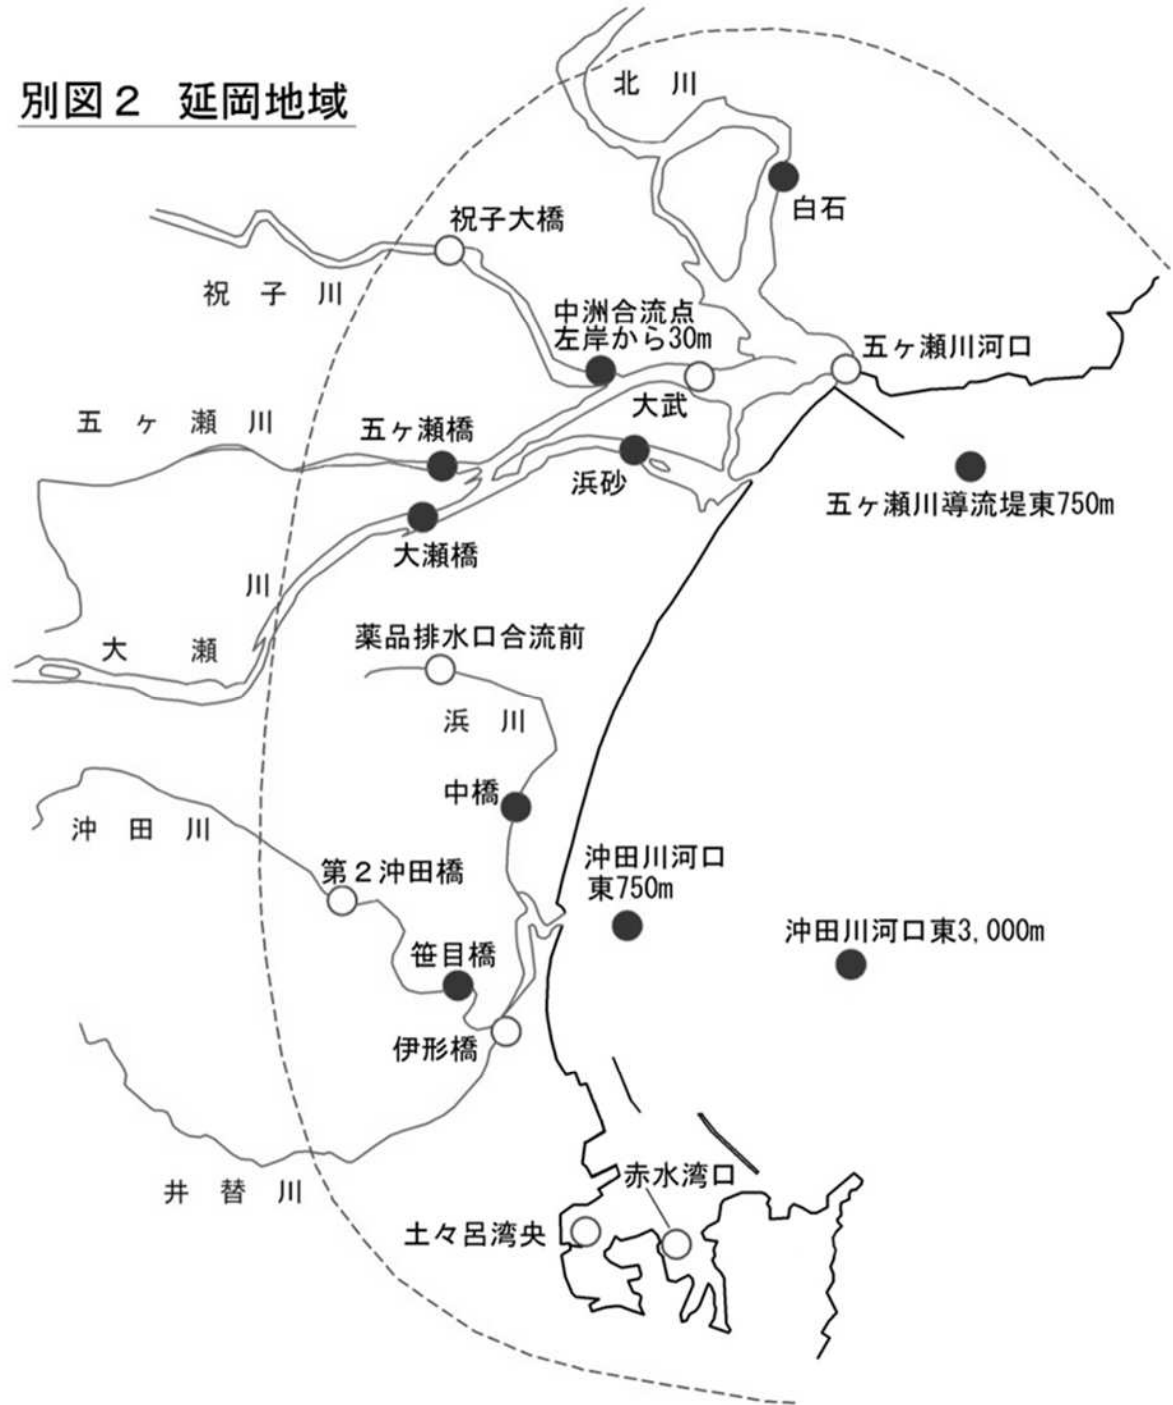 別図２　延岡地域
北　川
白石
祝子大橋
祝　子　川
中洲合流点
左岸から30m
五ヶ瀬川河口
大武
五　ヶ　瀬　川
五ヶ瀬橋
浜砂
五ヶ瀬川導流堤東750m
大瀬橋
大　瀬　川
薬品排水口合流前
浜　川
中橋
沖　田　川
第２沖田橋
沖田川河口
東750m
沖田川河口東3,000m
笹目橋
伊形橋
井　替　川
赤水湾口
土々呂湾央